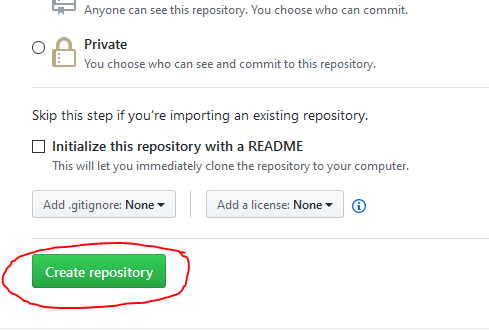 Anyone can see this repository. You choose who can commit.
Private
You choose who can see and commit to this repository.
Skip this step if you’re importing an existing repository.
Initialize this repository with a README
This will let you immediately clone the repository to your computer.
Add .gitignore: None Add a license: None
Create repository